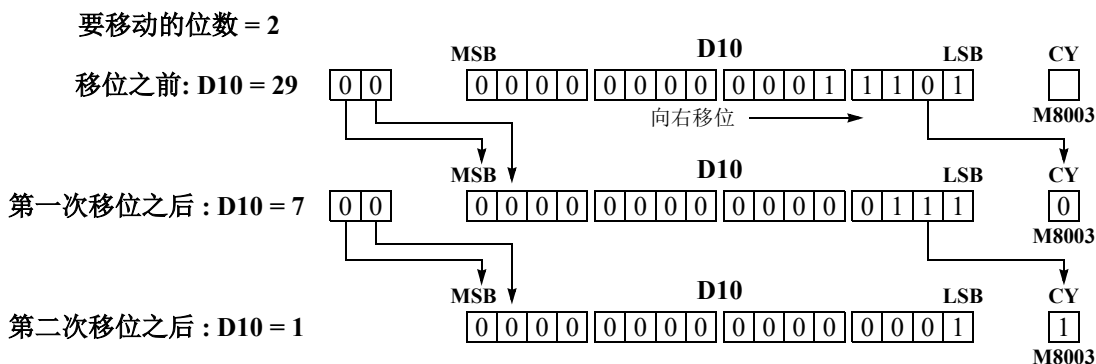 要移动的位数 = 2
MSB D10 LSB CY
移位之前: D10 = 29 0 0 0 0 0 0 0 0 0 0 0 0 0 1 1 1 0 1
向右移位 M8003
MSB D10 LSB CY
第一次移位之后 : D10 = 7 0 0 0 0 0 0 0 0 0 0 0 0 0 0 0 1 1 1 0
M8003
MSB D10 LSB CY
第二次移位之后 : D10 = 1 0 0 0 0 0 0 0 0 0 0 0 0 0 0 0 1 1
M8003